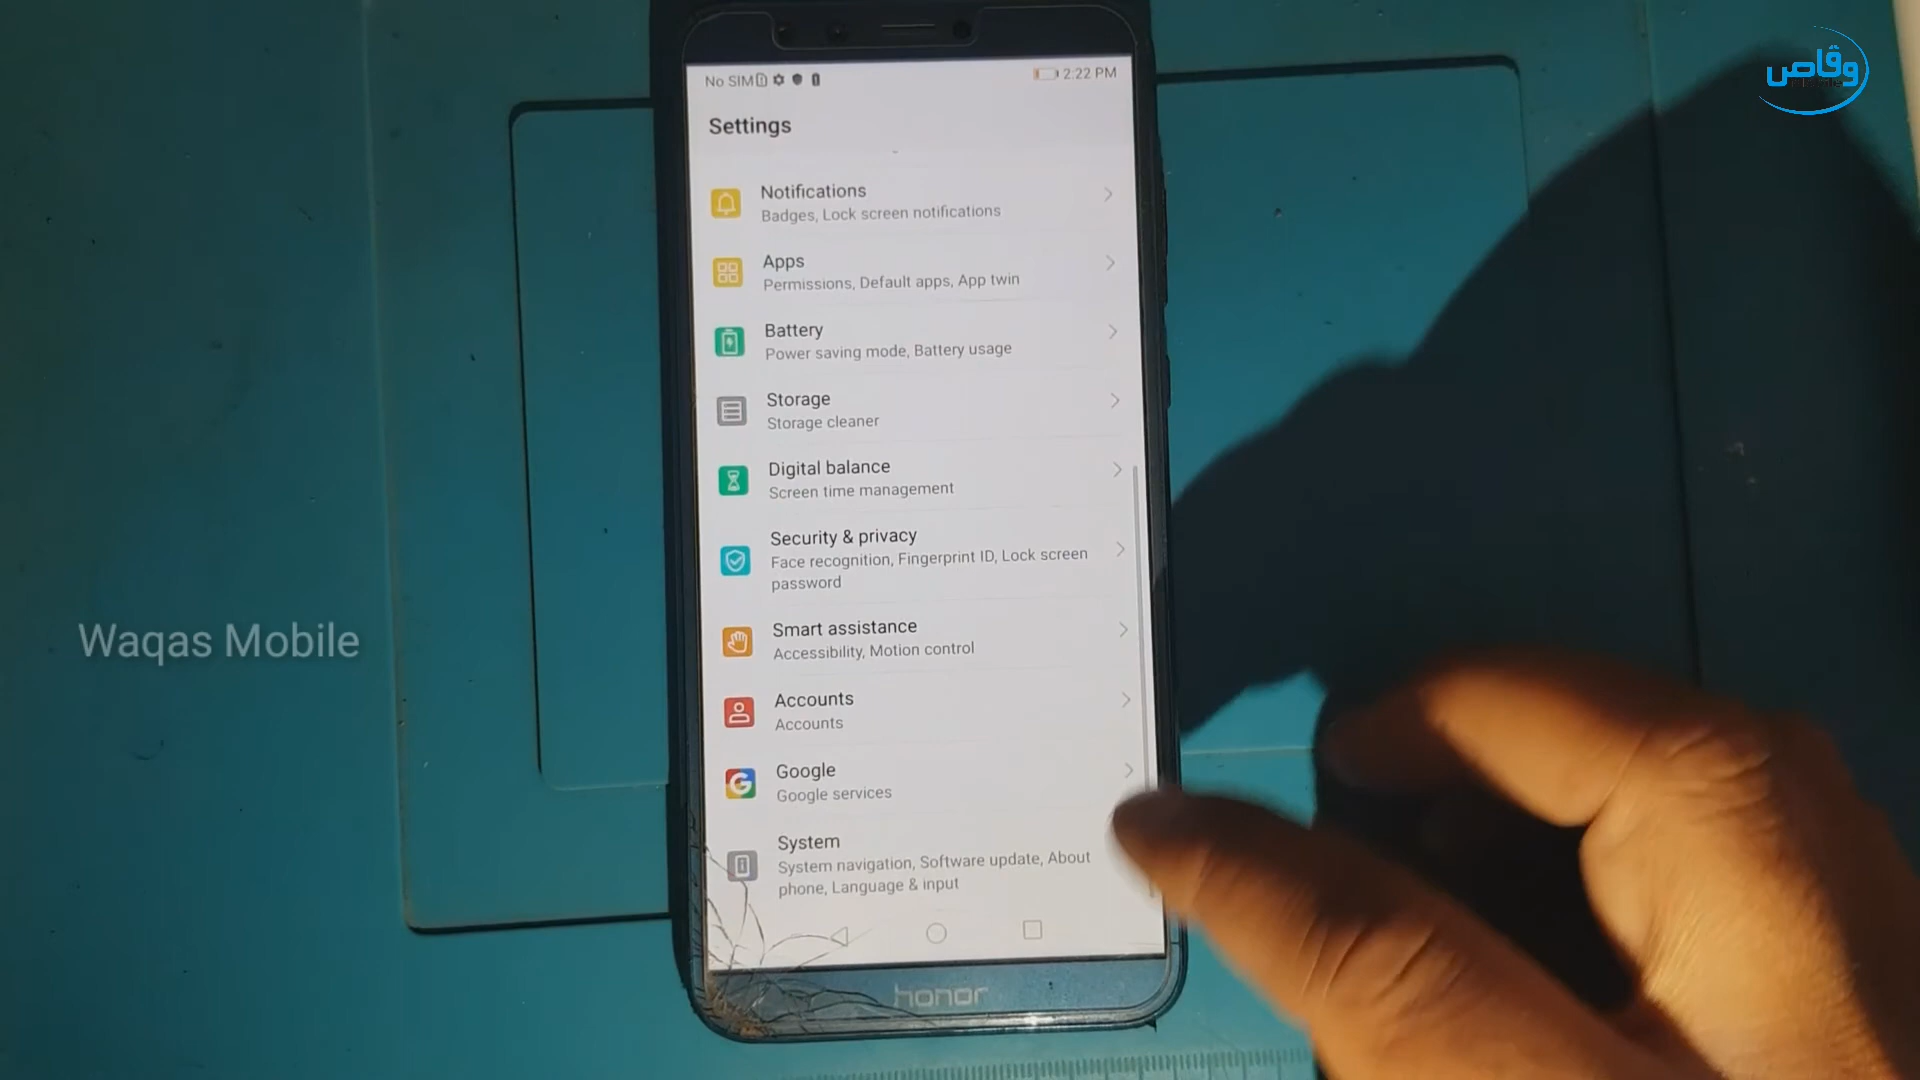 No SIM
2:22 PM
وقاص
Settings
Notifications
Badges, Lock screen notifications
Apps
Permissions, Default apps, App twin
Battery
Power saving mode, Battery usage
Storage
Storage cleaner
Digital balance
Screen time management
Security & privacy
Face recognition, Fingerprint ID, Lock screen
password
Smart assistance
Accessibility, Motion control
Waqas Mobile
Accounts
Accounts
Google
Google services
System
System navigation, Software update, About
phone, Language & input
honor